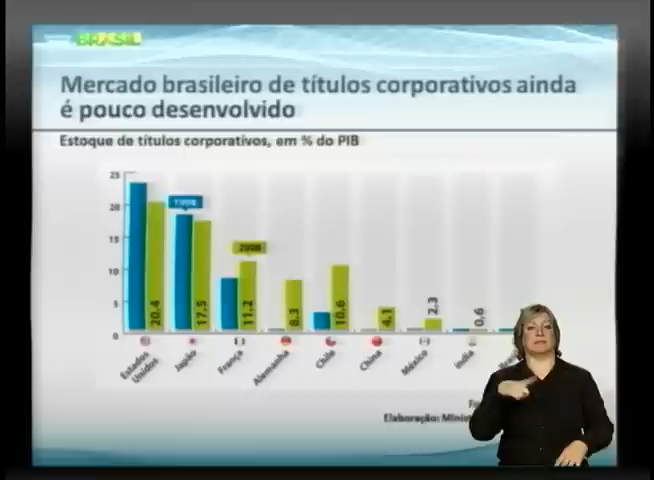 BRASIL
Mercado brasileiro de títulos corporativos ainda
é pouco desenvolvido
Estoque de títulos corporativos, em % do PIB
25
20
15
10
5
0
1998
2008
20,4
17,5
11,2
8,3
10,6
4,1
2,3
0,6
Estados
Unidos
Japão
França
Alemanha
Chile
China
México
Índia
Elaboração: